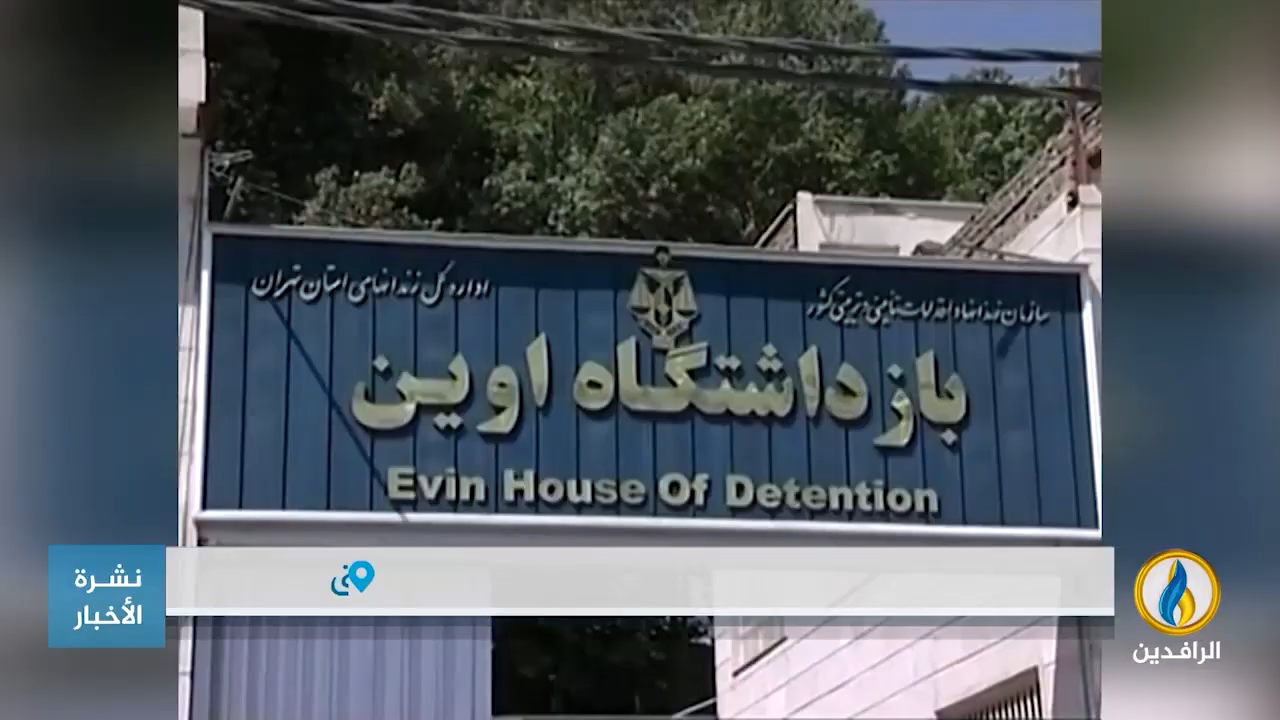 سازمان زندانها و اقدامات تامینی و تربیتی کشور
اداره کل زندانهای استان تهران
بازداشتگاه اوین
Evin House Of Detention
نشرة
الأخبار
في
الرافدين